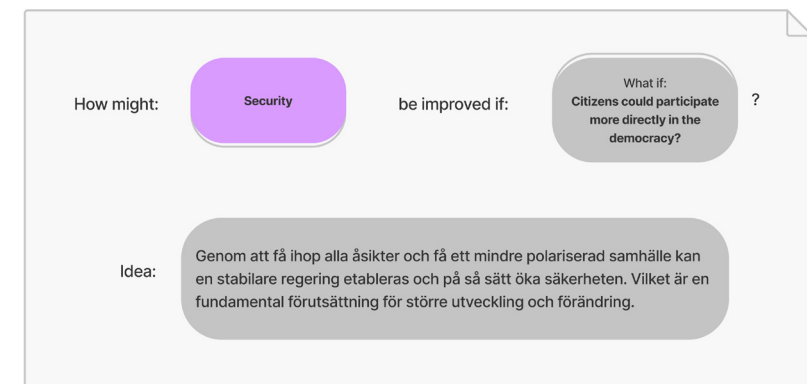 How might:
Security
be improved if:
What if:
Citizens could participate
more directly in the
democracy?
?
Idea:
Genom att få ihop alla åsikter och få ett mindre polariserad samhälle kan
en stabilare regering etableras och på så sätt öka säkerheten. Vilket är en
fundamental förutsättning för större utveckling och förändring.